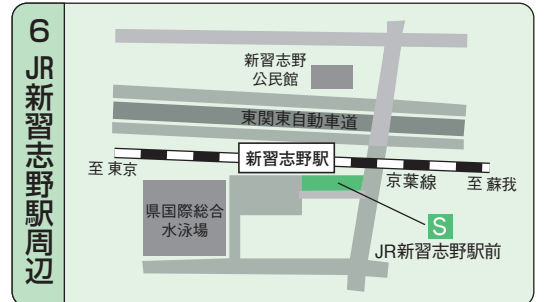 6
JR新習志野駅周辺
新習志野
公民館
東関東自動車道
新習志野駅
至 東京
京葉線
至 蘇我
県国際総合
水泳場
S
JR新習志野駅前